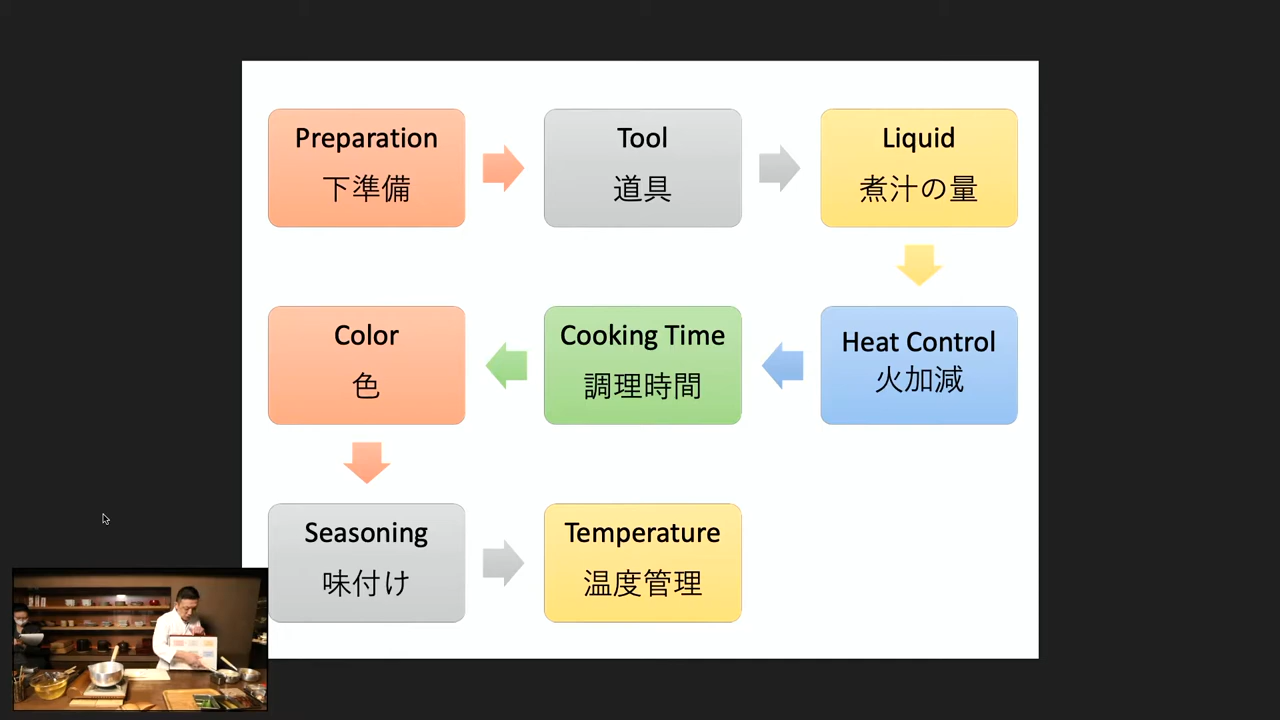 Preparation
下準備
Tool
道具
Liquid
煮汁の量
Heat Control
火加減
Cooking Time
調理時間
Color
色
Seasoning
味付け
Temperature
温度管理